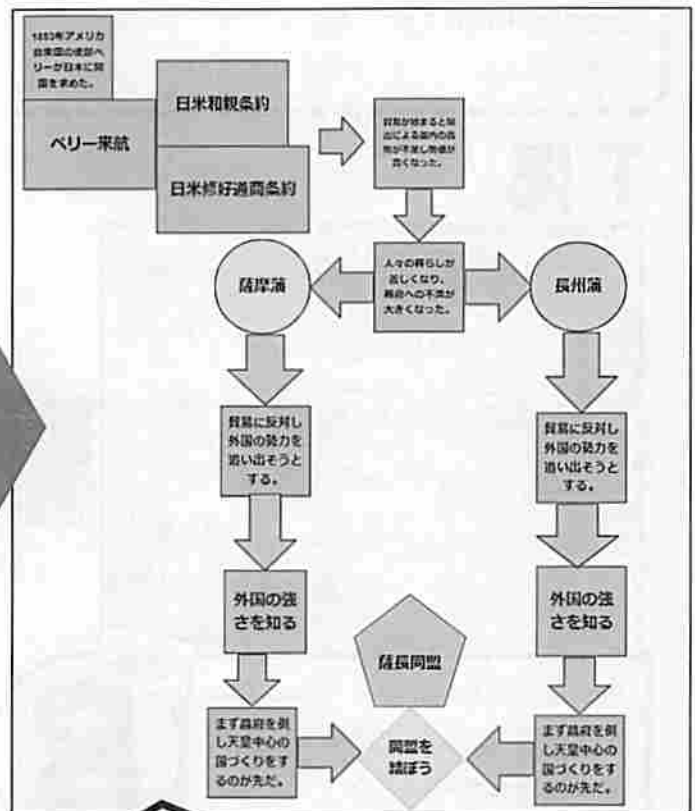 1853年アメリカ
合衆国の使節ペ
リーが日本に開
国を求めた。
ペリー来航
日米和親条約
日米修好通商条約
貿易が始まると輸
出による国内の品
物が不足し物価が
高くなった。
人々の暮らしが
苦しくなり、
幕府への不満が
大きくなった。
薩摩藩
長州藩
貿易に反対し
外国の勢力を
追い出そうと
する。
貿易に反対し
外国の勢力を
追い出そうと
する。
外国の強
さを知る
外国の強
さを知る
薩長同盟
まず幕府を倒
し天皇中心の
国づくりをす
るのが先だ。
同盟を
結ぼう
まず幕府を倒
し天皇中心の
国づくりをす
るのが先だ。